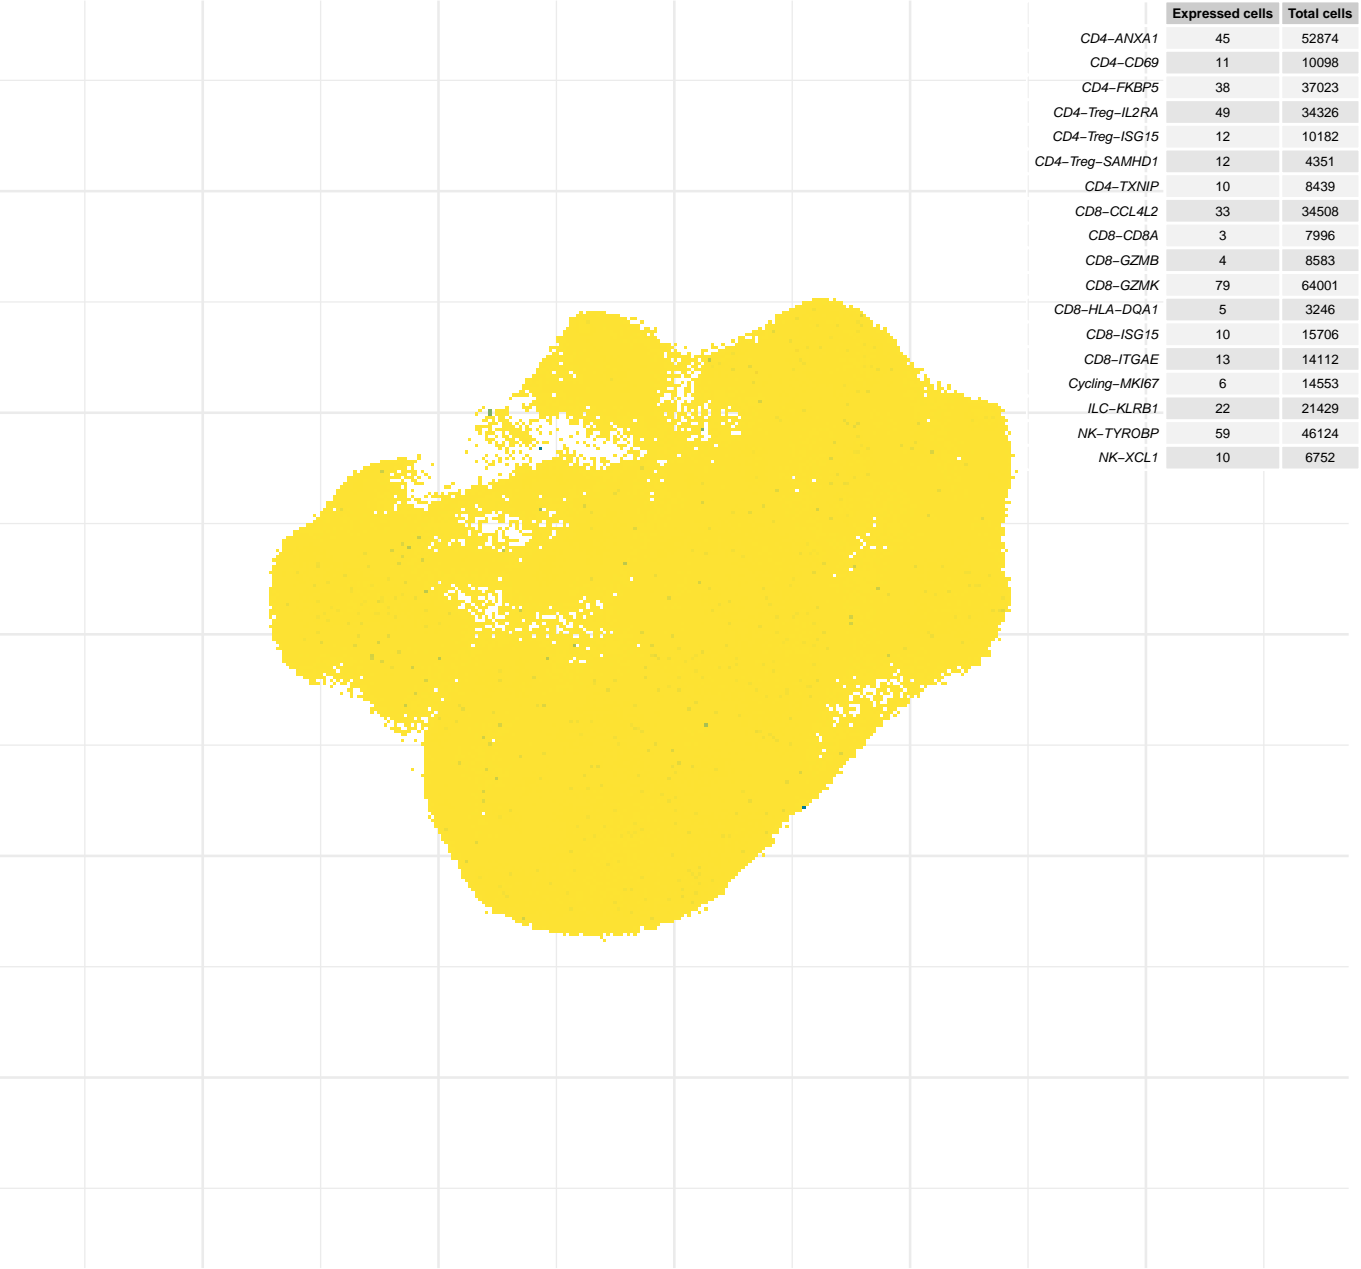 Expressed cells Total cells
CD4−ANXA1 45 52874
CD4−CD69 11 10098
CD4−FKBP5 38 37023
CD4−Treg−IL2RA 49 34326
CD4−Treg−ISG15 12 10182
CD4−Treg−SAMHD1 12 4351
CD4−TXNIP 10 8439
CD8−CCL4L2 33 34508
CD8−CD8A 3 7996
CD8−GZMB 4 8583
CD8−GZMK 79 64001
CD8−HLA−DQA1 5 3246
CD8−ISG15 10 15706
CD8−ITGAE 13 14112
Cycling−MKI67 6 14553
ILC−KLRB1 22 21429
NK−TYROBP 59 46124
NK−XCL1 10 6752